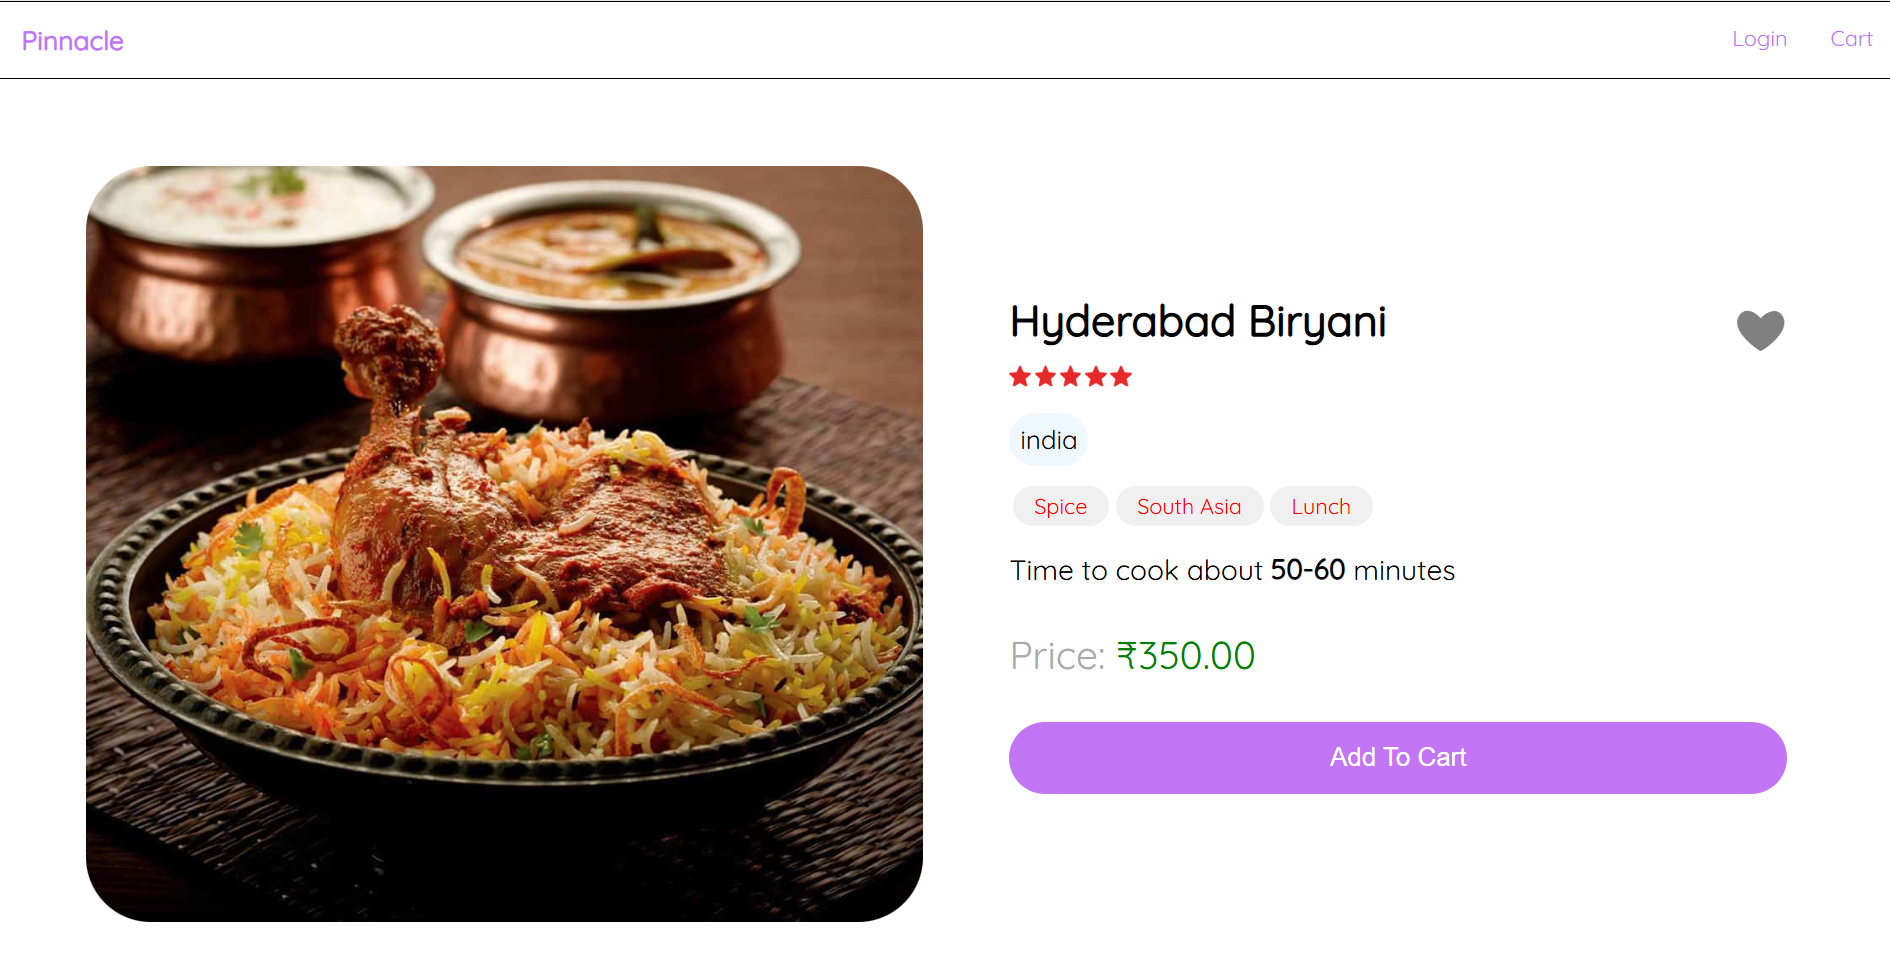 Pinnacle
Login
Cart
Hyderabad Biryani
india
Spice
South Asia
Lunch
Time to cook about 50-60 minutes
Price: ₹350.00
Add To Cart